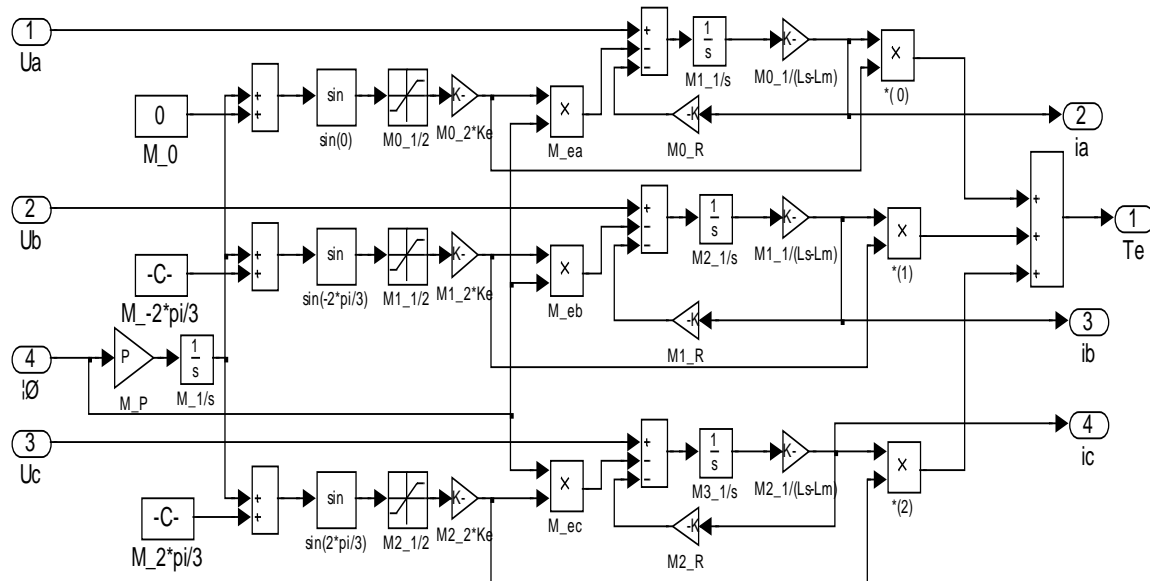 1
Ua
+
−
−
1
s
M1_1/s
K-
M0_1/(Ls-Lm)
×
*( 0)
0
M_0
+
+
sin
sin(0)
M0_1/2
K-
M0_2*Ke
×
M_ea
-K
M0_R
2
ia
2
Ub
+
−
−
1
s
M2_1/s
K-
M1_1/(Ls-Lm)
×
*(1)
+
+
+
1
Te
-C-
M_-2*pi/3
+
+
sin
sin(-2*pi/3)
M1_1/2
K-
M1_2*Ke
×
M_eb
-K
M1_R
3
ib
4
¦Ø
P
M_P
1
s
M_1/s
3
Uc
+
−
−
1
s
M3_1/s
K-
M2_1/(Ls-Lm)
×
*(2)
4
ic
-C-
M_2*pi/3
+
+
sin
sin(2*pi/3)
M2_1/2
K-
M2_2*Ke
×
M_ec
-K
M2_R